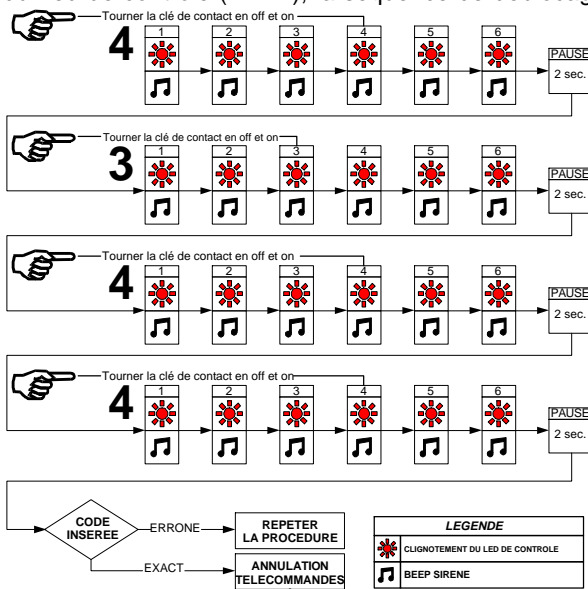 Tourner la clé de contact en off et on
4
1 2 3 4 5 6
PAUSE
2 sec.
Tourner la clé de contact en off et on
3
1 2 3 4 5 6
PAUSE
2 sec.
Tourner la clé de contact en off et on
4
1 2 3 4 5 6
PAUSE
2 sec.
Tourner la clé de contact en off et on
4
1 2 3 4 5 6
PAUSE
2 sec.
CODE
INSEREE
ERRONE
REPETER
LA PROCEDURE
EXACT
ANNULATION
TELECOMMANDES
LEGENDE
CLIGNOTEMENT DU LED DE CONTROLE
BEEP SIRENE